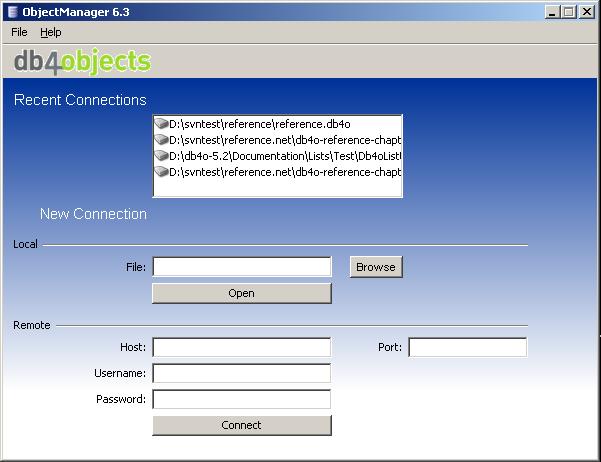 ObjectManager 6.3
File Help
db4objects
Recent Connections
D:\svntest\reference\reference.db4o
D:\svntest\reference.net\db4o-reference-chapt
D:\db4o-5.2\Documentation\Lists\Test\Db4oListU
D:\svntest\reference.net\db4o-reference-chapt
New Connection
Local
File: Browse
Open
Remote
Host: Port:
Username:
Password:
Connect